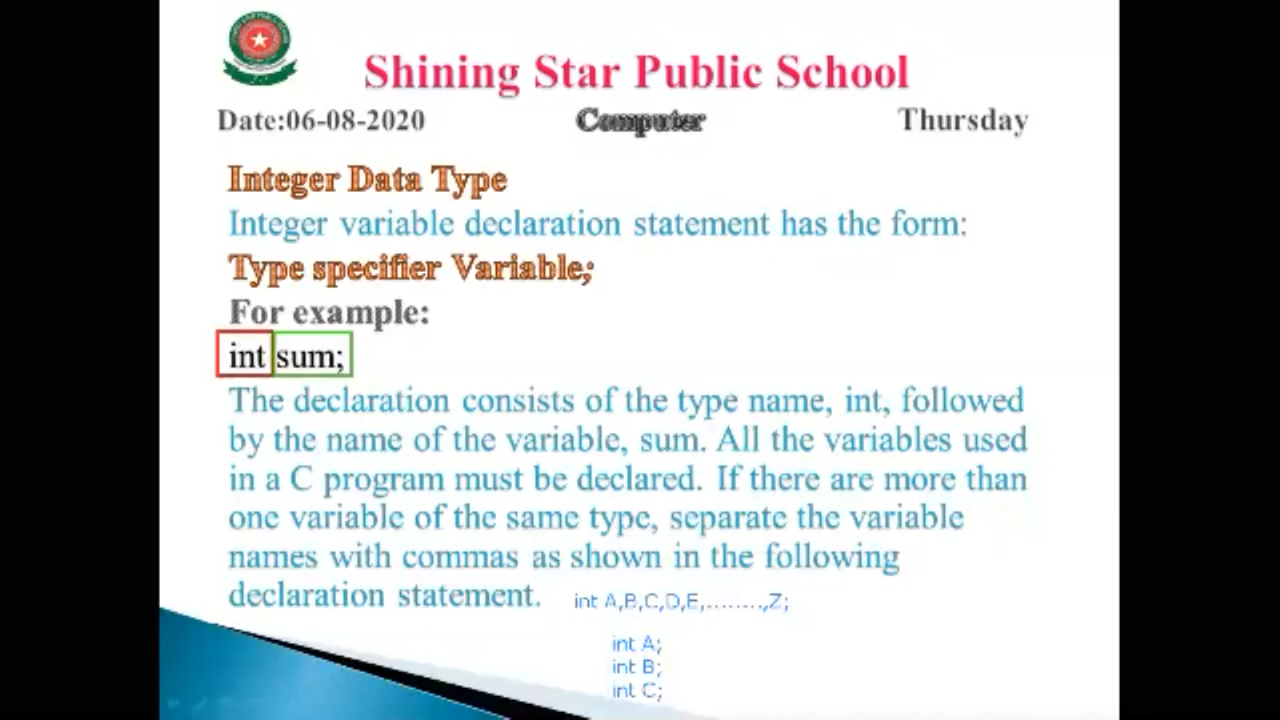 Shining Star Public School
Date:06-08-2020 Computer Thursday
Integer Data Type
Integer variable declaration statement has the form:
Type specifier Variable;
For example:
int sum;
The declaration consists of the type name, int, followed
by the name of the variable, sum. All the variables used
in a C program must be declared. If there are more than
one variable of the same type, separate the variable
names with commas as shown in the following
declaration statement. int A,B,C,D,E,........,Z;
int A;
int B;
int C;